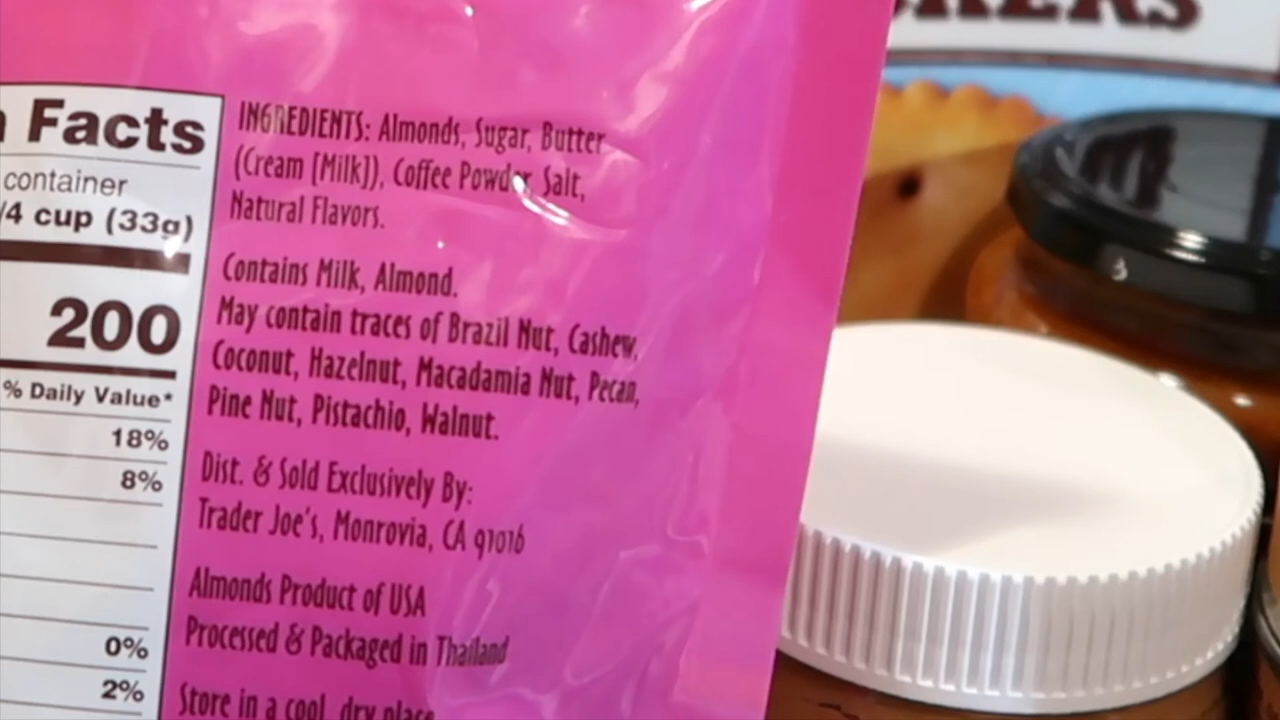 Facts
container
/4 cup (33g)
200
% Daily Value*
18%
8%
0%
2%
INGREDIENTS: Almonds, Sugar, Butter
(Cream [Milk]), Coffee Powder, Salt,
Natural Flavors.
Contains Milk, Almond.
May contain traces of Brazil Nut, Cashew,
Coconut, Hazelnut, Macadamia Nut, Pecan,
Pine Nut, Pistachio, Walnut.
Dist. & Sold Exclusively By:
Trader Joe's, Monrovia, CA 91016
Almonds Product of USA
Processed & Packaged in Thailand
Store in a cool, dry place